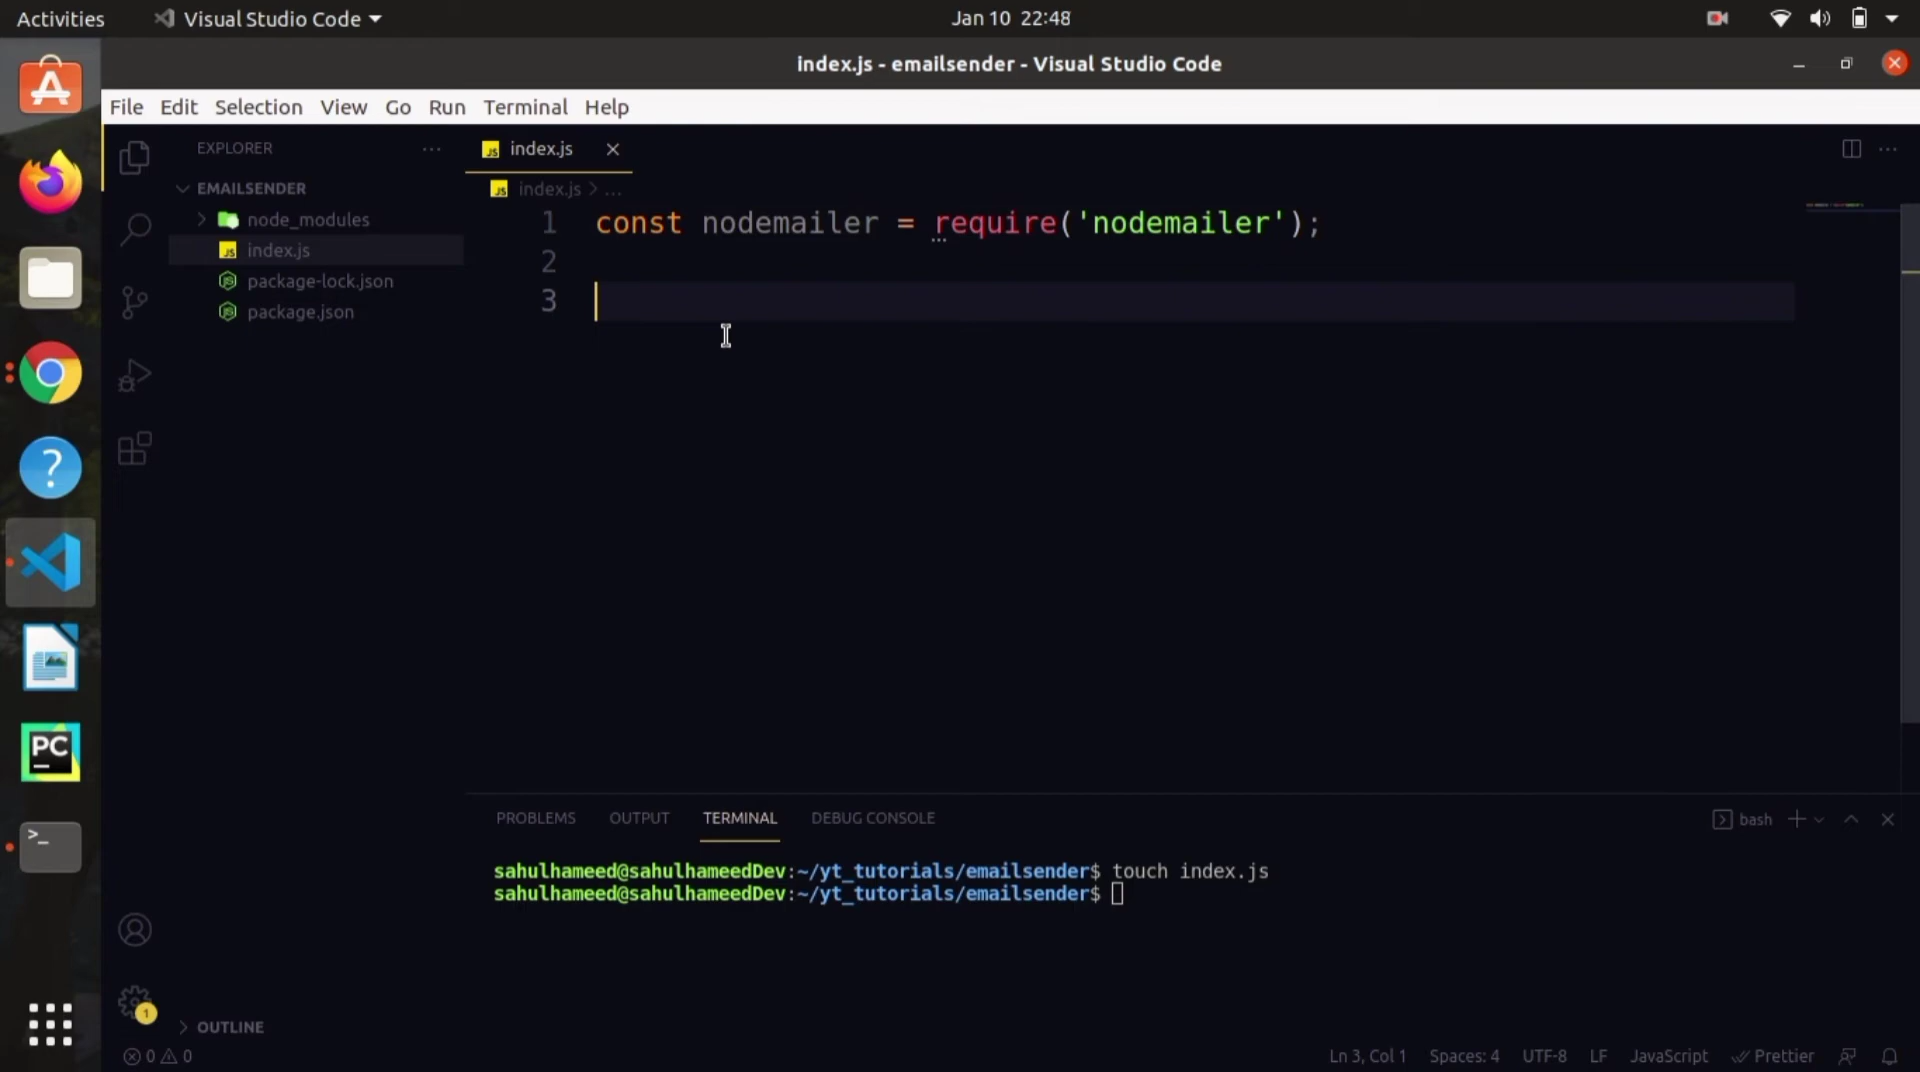 Activities
Visual Studio Code
Jan 10 22:48
index.js - emailsender - Visual Studio Code
File Edit Selection View Go Run Terminal Help
EXPLORER
EMAILSENDER
node_modules
index.js
package-lock.json
package.json
OUTLINE
index.js
index.js > ...
1 const nodemailer = require('nodemailer');
2
3
PROBLEMS OUTPUT TERMINAL DEBUG CONSOLE
bash
sahulhameed@sahulhameedDev:~/yt_tutorials/emailsender$ touch index.js
sahulhameed@sahulhameedDev:~/yt_tutorials/emailsender$
PC
1
0 0
Ln 3, Col 1 Spaces: 4 UTF-8 LF JavaScript Prettier